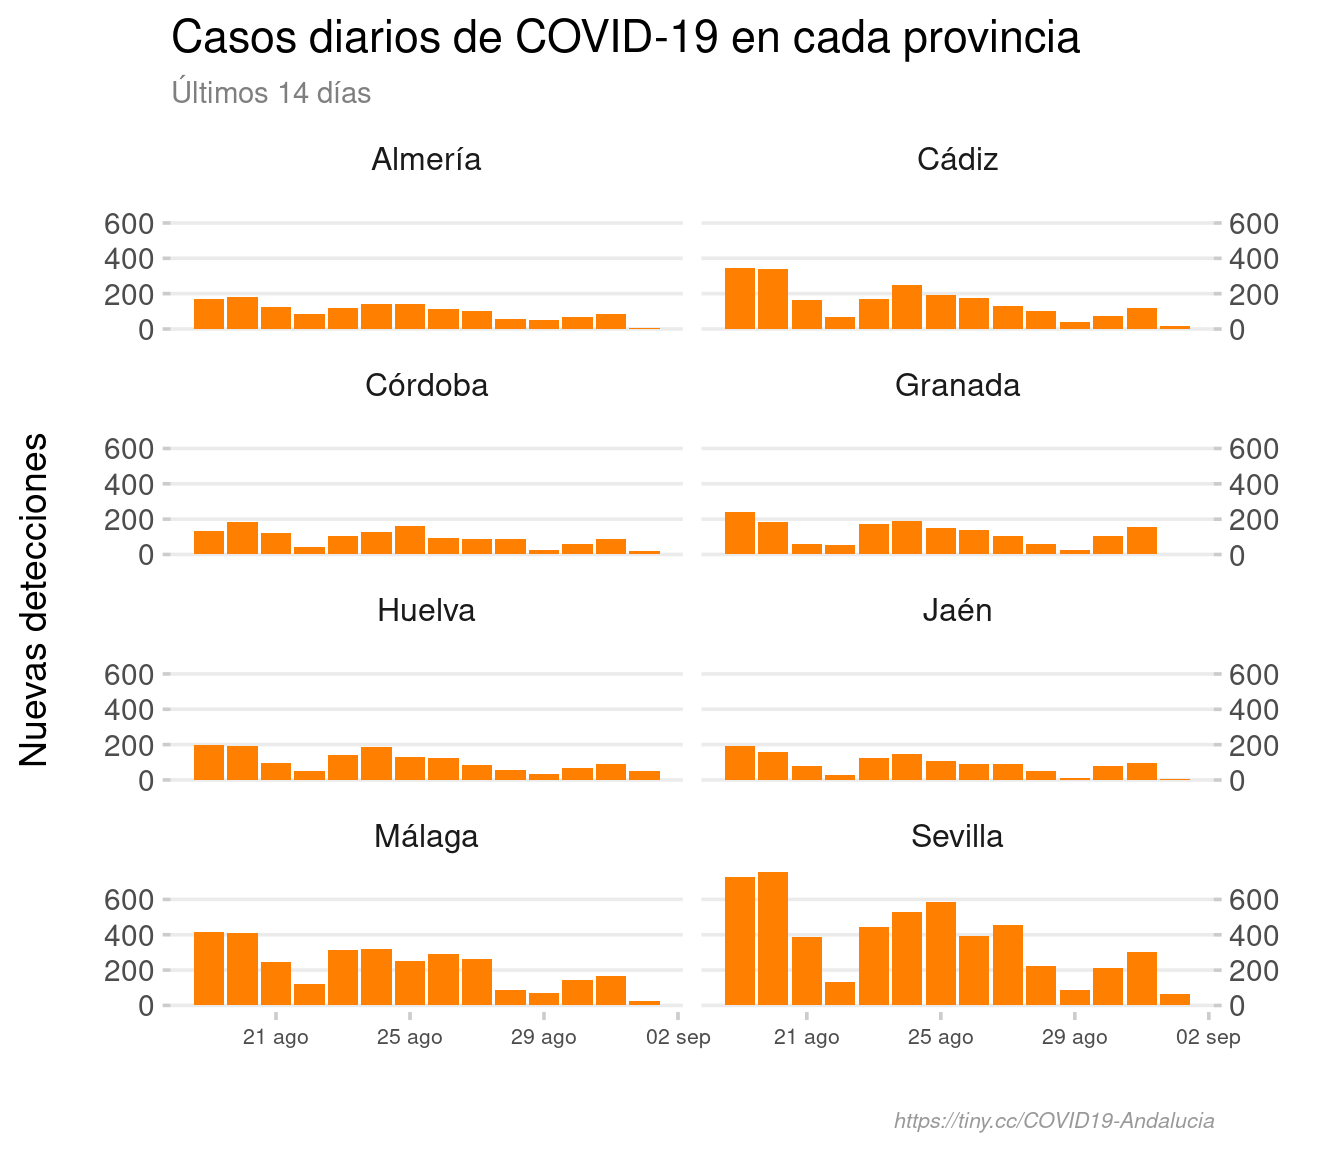 Casos diarios de COVID-19 en cada provincia
Últimos 14 días
Nuevas detecciones
Almería
Cádiz
600
400
200
0
600
400
200
0
Córdoba
Granada
600
400
200
0
600
400
200
0
Huelva
Jaén
600
400
200
0
600
400
200
0
Málaga
Sevilla
600
400
200
0
600
400
200
0
21 ago 25 ago 29 ago 02 sep 21 ago 25 ago 29 ago 02 sep
https://tiny.cc/COVID19-Andalucia